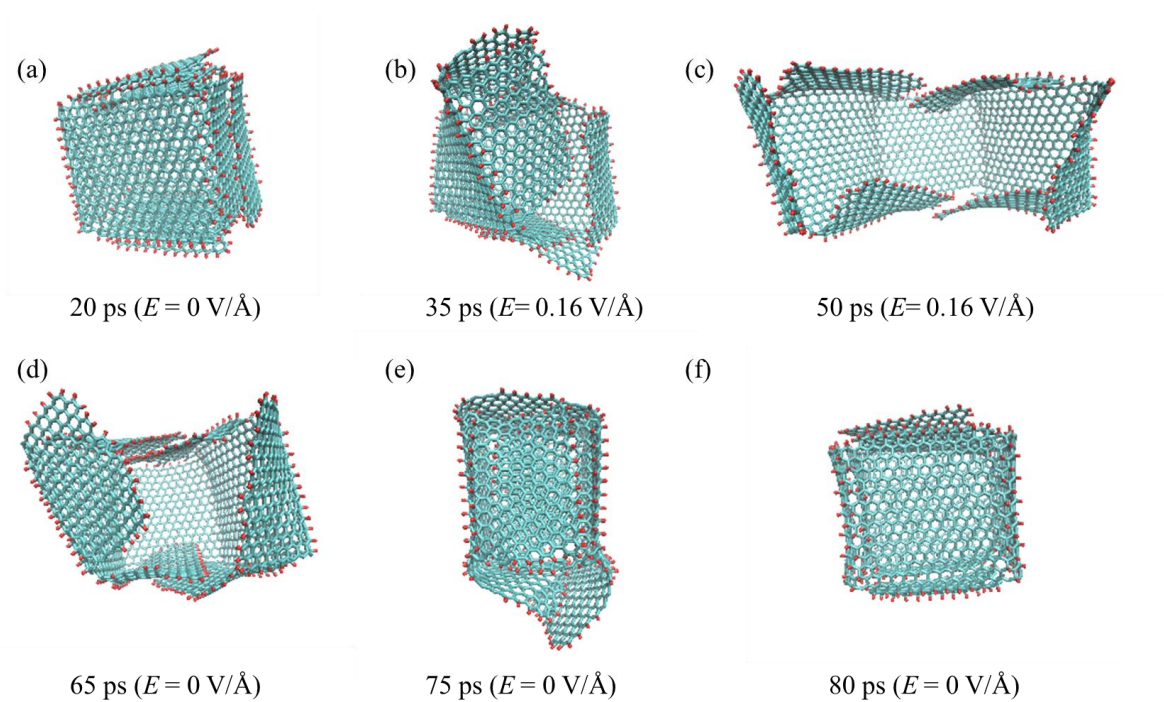 (a)
(b)
(c)
20 ps (E = 0 V/Å)
35 ps (E= 0.16 V/Å)
50 ps (E= 0.16 V/Å)
(d)
(e)
(f)
65 ps (E = 0 V/Å)
75 ps (E = 0 V/Å)
80 ps (E = 0 V/Å)